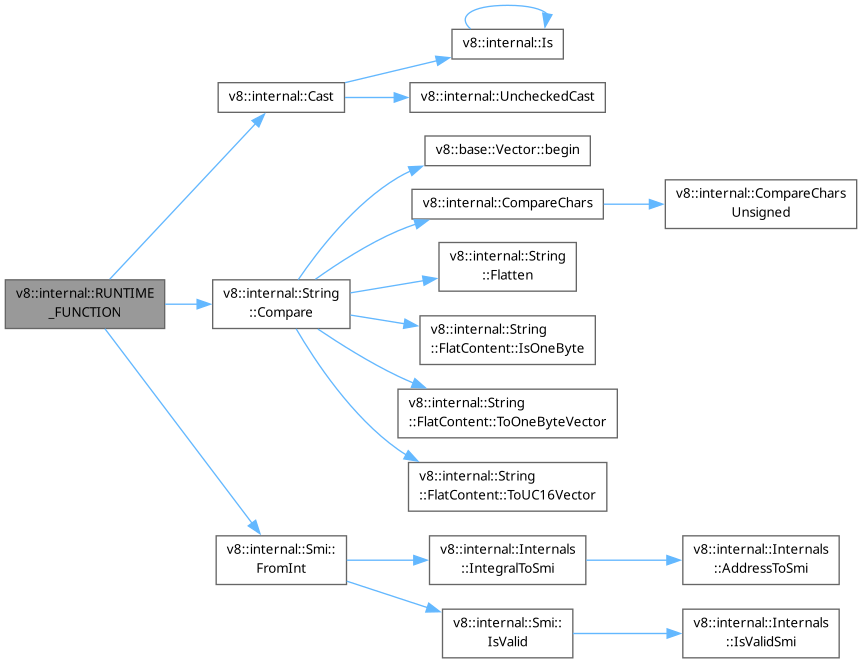 v8::internal::Is
v8::internal::Cast
v8::internal::UncheckedCast
v8::base::Vector::begin
v8::internal::CompareChars
v8::internal::CompareChars
Unsigned
v8::internal::String
::Flatten
v8::internal::RUNTIME
_FUNCTION
v8::internal::String
::Compare
v8::internal::String
::FlatContent::IsOneByte
v8::internal::String
::FlatContent::ToOneByteVector
v8::internal::String
::FlatContent::ToUC16Vector
v8::internal::Smi::
FromInt
v8::internal::Internals
::IntegralToSmi
v8::internal::Internals
::AddressToSmi
v8::internal::Smi::
IsValid
v8::internal::Internals
::IsValidSmi